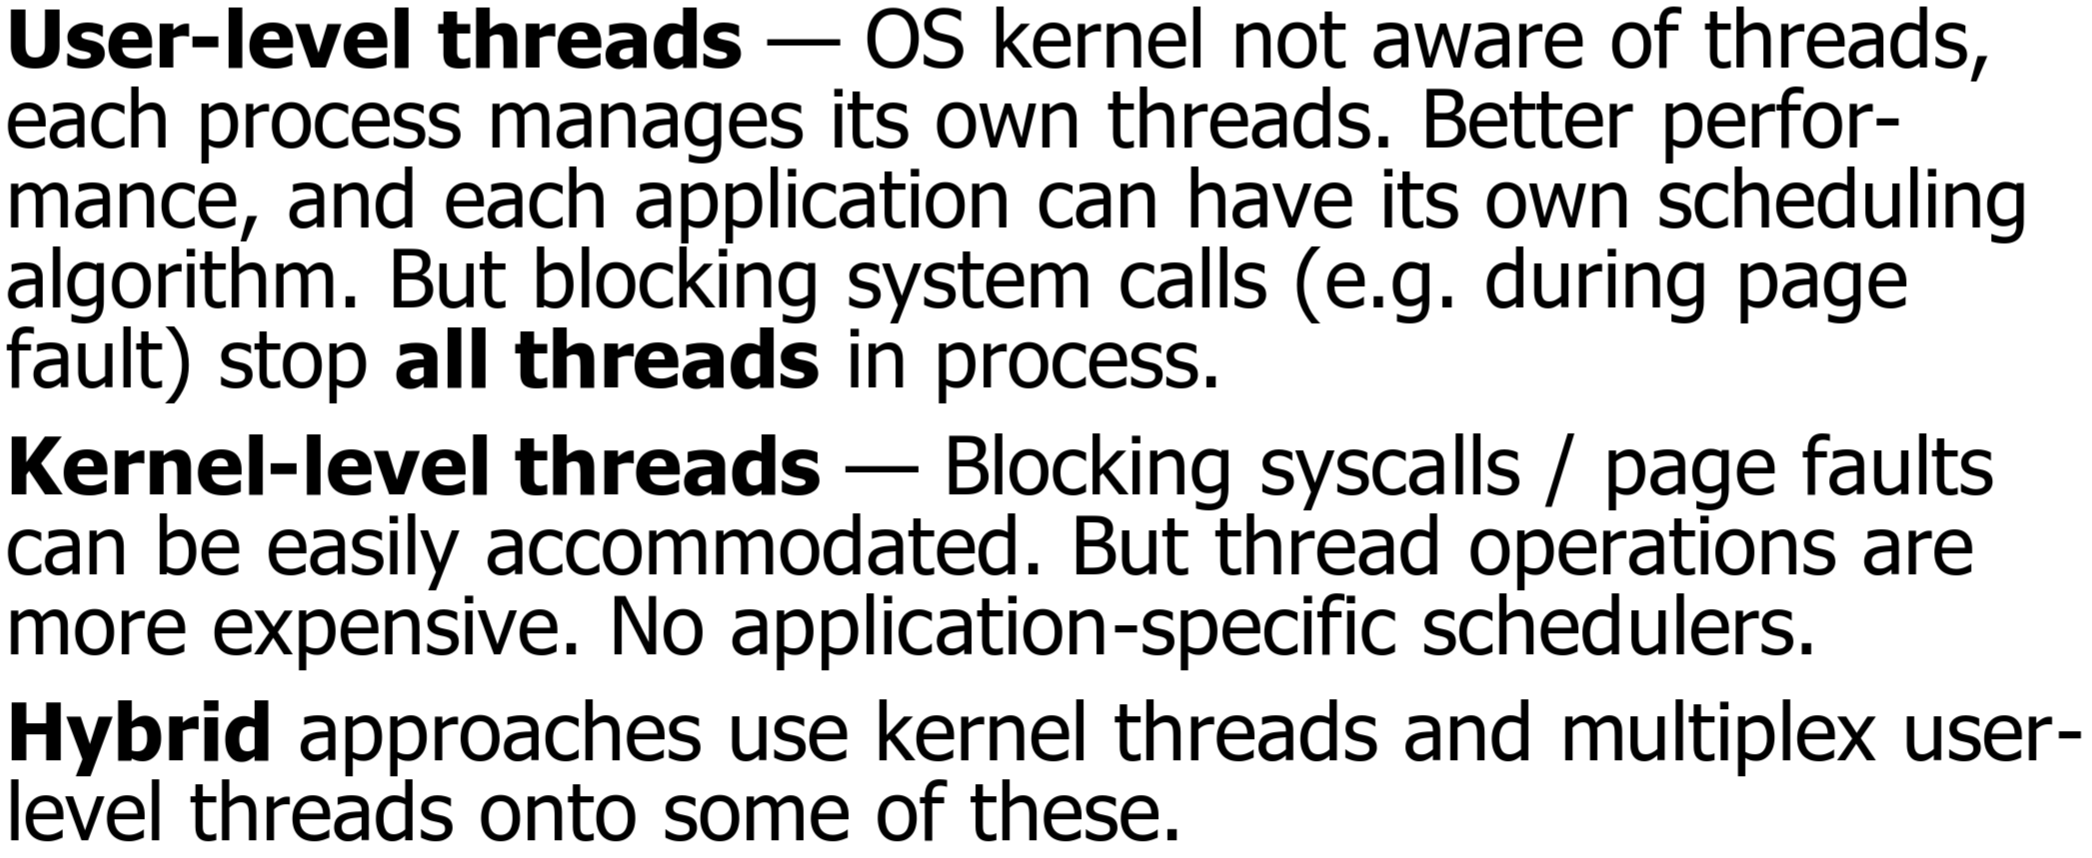 User-level threads — OS kernel not aware of threads,
each process manages its own threads. Better perfor-
mance, and each application can have its own scheduling
algorithm. But blocking system calls (e.g. during page
fault) stop all threads in process.
Kernel-level threads — Blocking syscalls / page faults
can be easily accommodated. But thread operations are
more expensive. No application-specific schedulers.
Hybrid approaches use kernel threads and multiplex user-
level threads onto some of these.